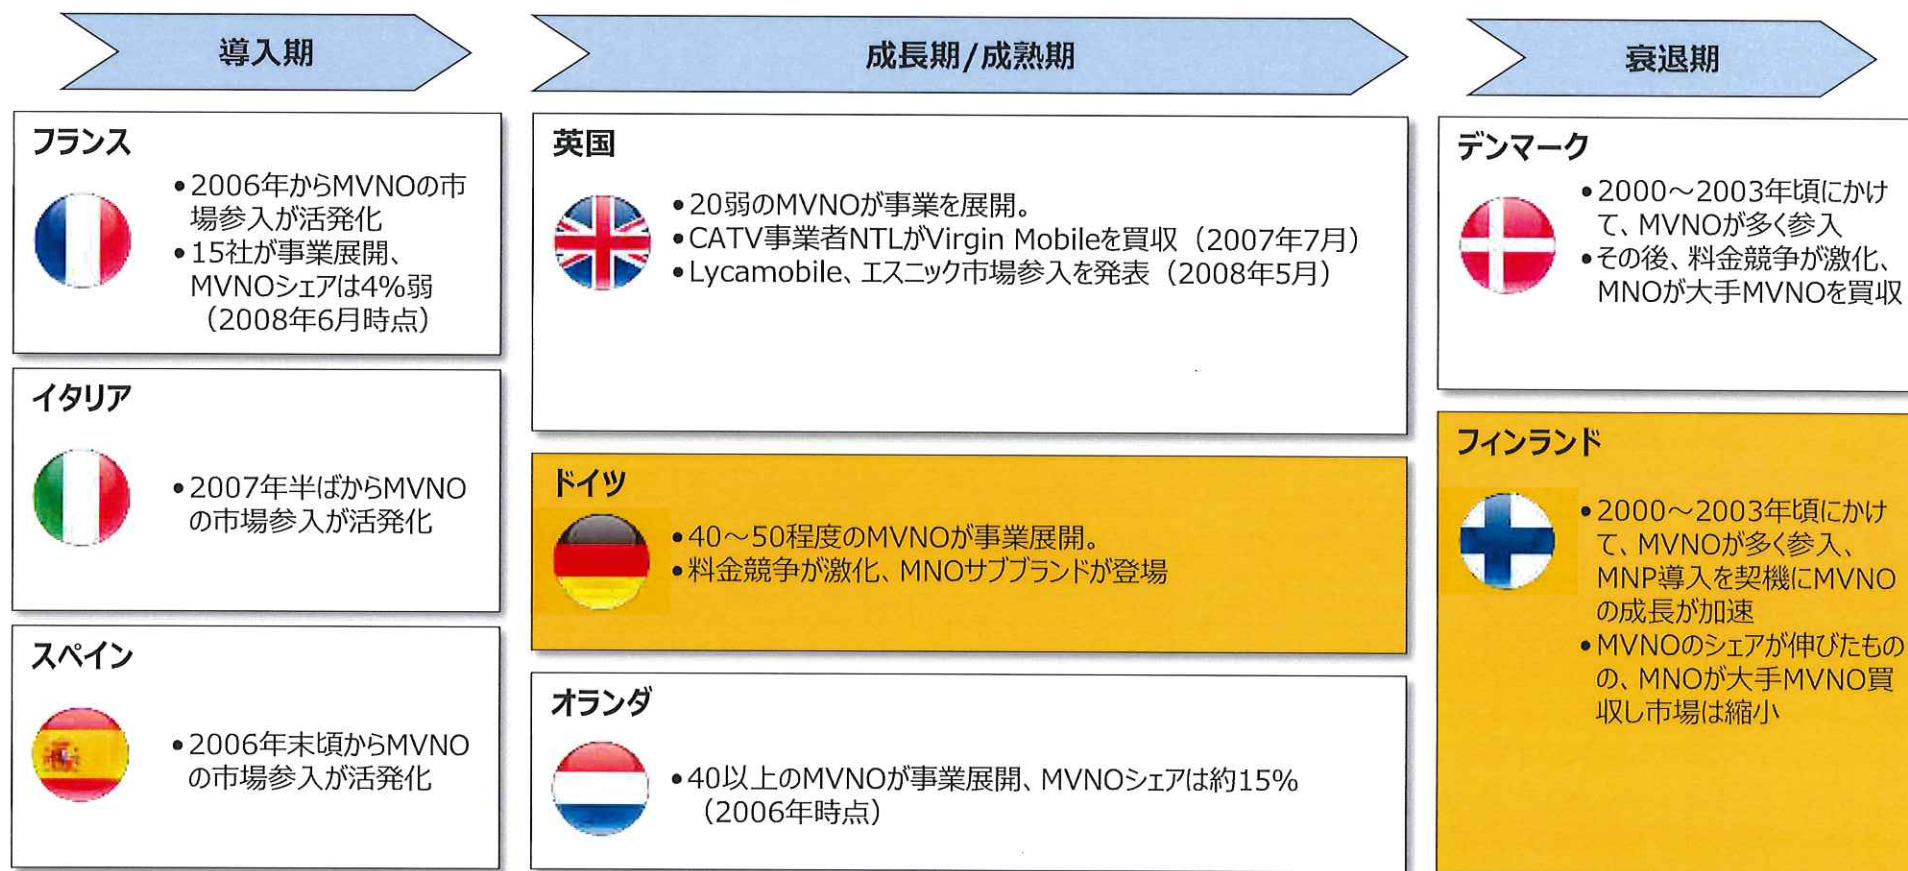 導入期
成長期/成熟期
衰退期
フランス
•2006年からMVNOの市
場参入が活発化
•15社が事業展開、
MVNOシェアは4%弱
（2008年6月時点）
イタリア
•2007年半ばからMVNO
の市場参入が活発化
スペイン
•2006年末頃からMVNO
の市場参入が活発化
英国
•20弱のMVNOが事業を展開。
•CATV事業者NTLがVirgin Mobileを買収（2007年7月）
•Lycamobile、エスニック市場参入を発表（2008年5月）
ドイツ
•40～50程度のMVNOが事業展開。
•料金競争が激化、MNOサブブランドが登場
オランダ
•40以上のMVNOが事業展開、MVNOシェアは約15%
（2006年時点）
デンマーク
•2000～2003年頃にかけ
て、MVNOが多く参入
•その後、料金競争が激化、
MNOが大手MVNOを買収
フィンランド
•2000～2003年頃にかけ
て、MVNOが多く参入、
MNP導入を契機にMVNO
の成長が加速
•MVNOのシェアが伸びたもの
の、MNOが大手MVNO買
収し市場は縮小